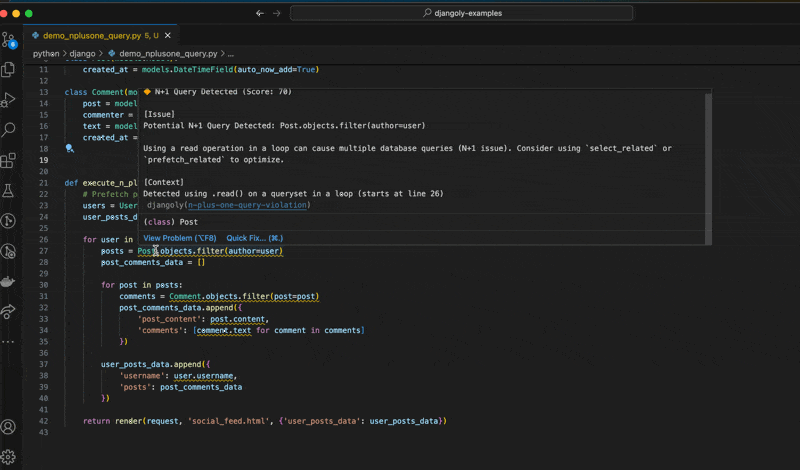 djangoly-examples
demo_nplusone_query.py 5, U
python > django > demo_nplusone_query.py > ...
11 created_at = models.DateTimeField(auto_now_add=True)
12
13 class Comment(mo
14 post = model
15 commenter =
16 text = model
17 created_at =
18
19
20
21 def execute_n_pl
22 # Prefetch p
23 users = User
24 user_posts_d
25
26 for user in
27 posts = Post.objects.filter(author=user)
28 post_comments_data = []
29
30 for post in posts:
31 comments = Comment.objects.filter(post=post)
32 post_comments_data.append({
33 'post_content': post.content,
34 'comments': [comment.text for comment in comments]
35 })
36
37 user_posts_data.append({
38 'username': user.username,
39 'posts': post_comments_data
40 })
41
42 return render(request, 'social_feed.html', {'user_posts_data': user_posts_data})
43
N+1 Query Detected (Score: 70)
[Issue]
Potential N+1 Query Detected: Post.objects.filter(author=user)
Using a read operation in a loop can cause multiple database queries (N+1 issue). Consider using `select_related` or
`prefetch_related` to optimize.
[Context]
Detected using .read() on a queryset in a loop (starts at line 26)
djangoly(n-plus-one-query-violation)
(class) Post
View Problem (⌥F8) Quick Fix... (⌘.)
6